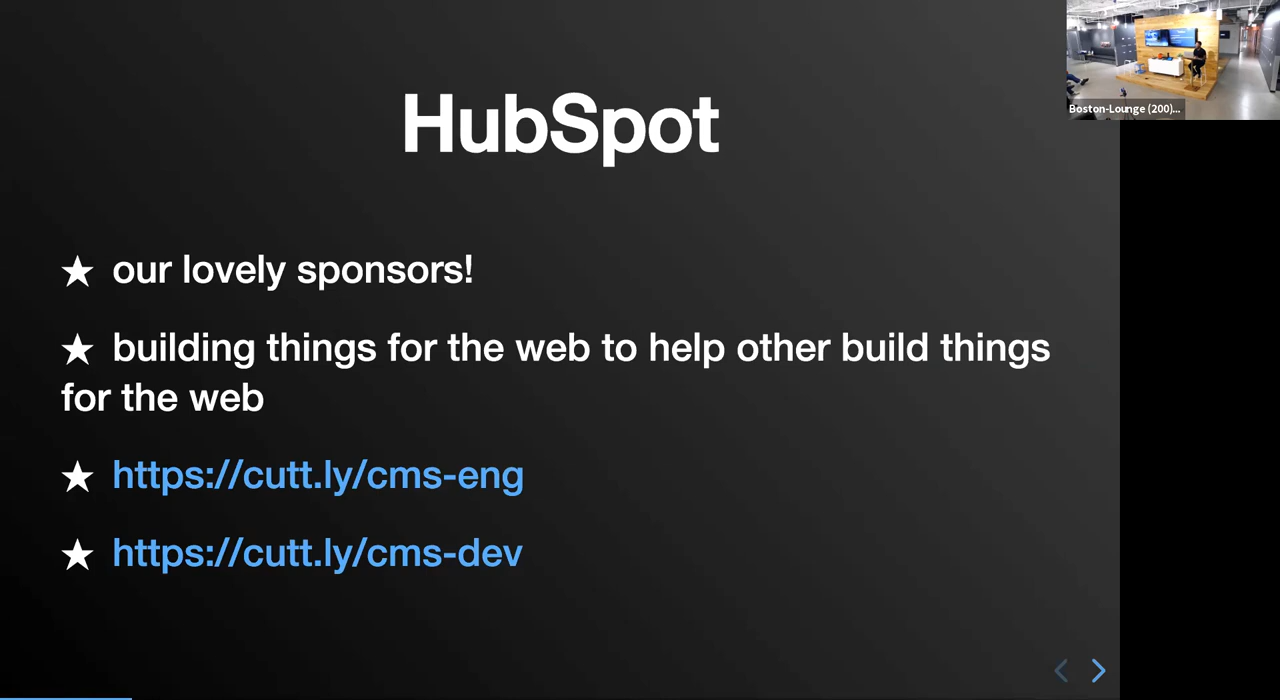 HubSpot
★ our lovely sponsors!
★ building things for the web to help other build things
for the web
★ https://cutt.ly/cms-eng
★ https://cutt.ly/cms-dev
Boston-Lounge (200)...